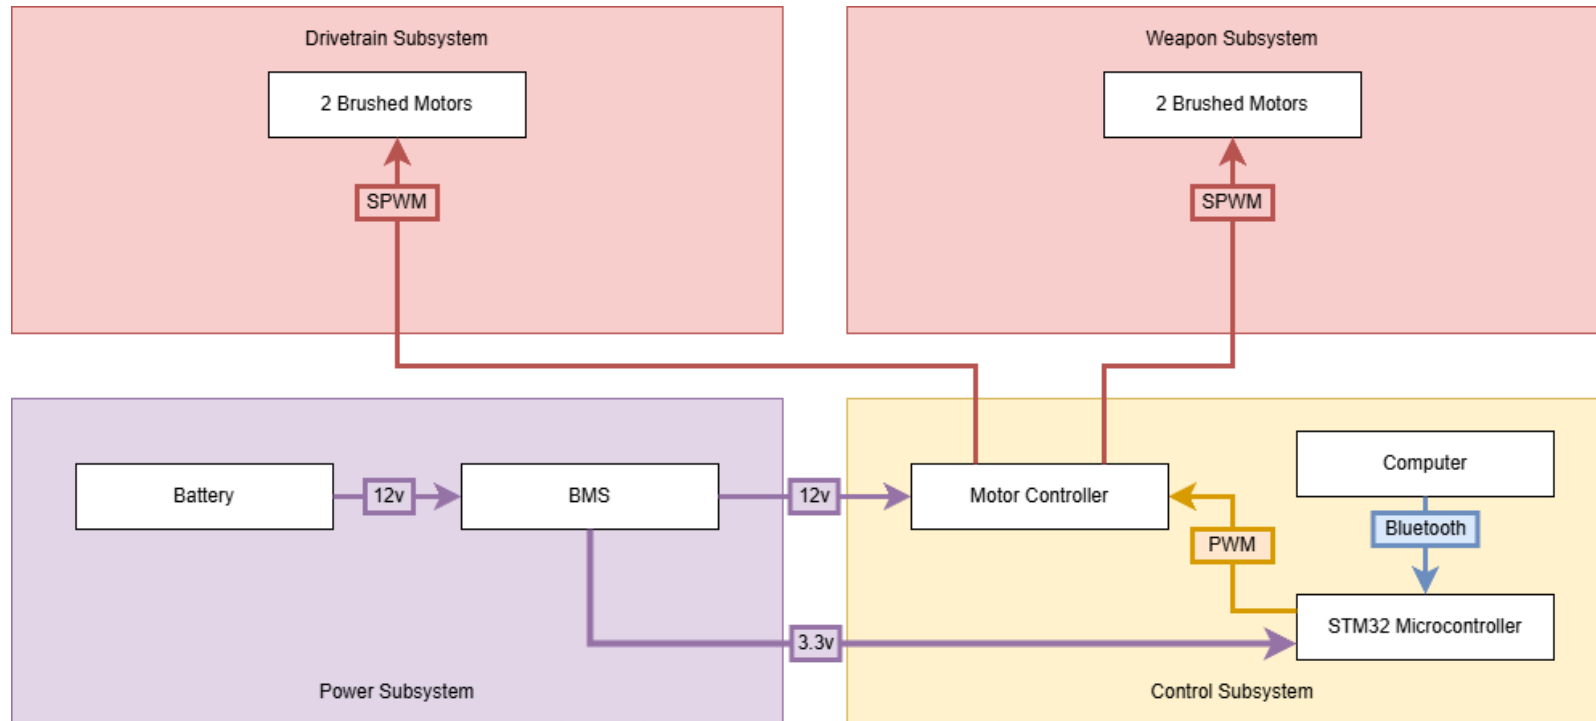 Drivetrain Subsystem
2 Brushed Motors
SPWM
Weapon Subsystem
2 Brushed Motors
SPWM
Battery
12v
BMS
12v
3.3v
Power Subsystem
Motor Controller
PWM
Computer
Bluetooth
STM32 Microcontroller
Control Subsystem